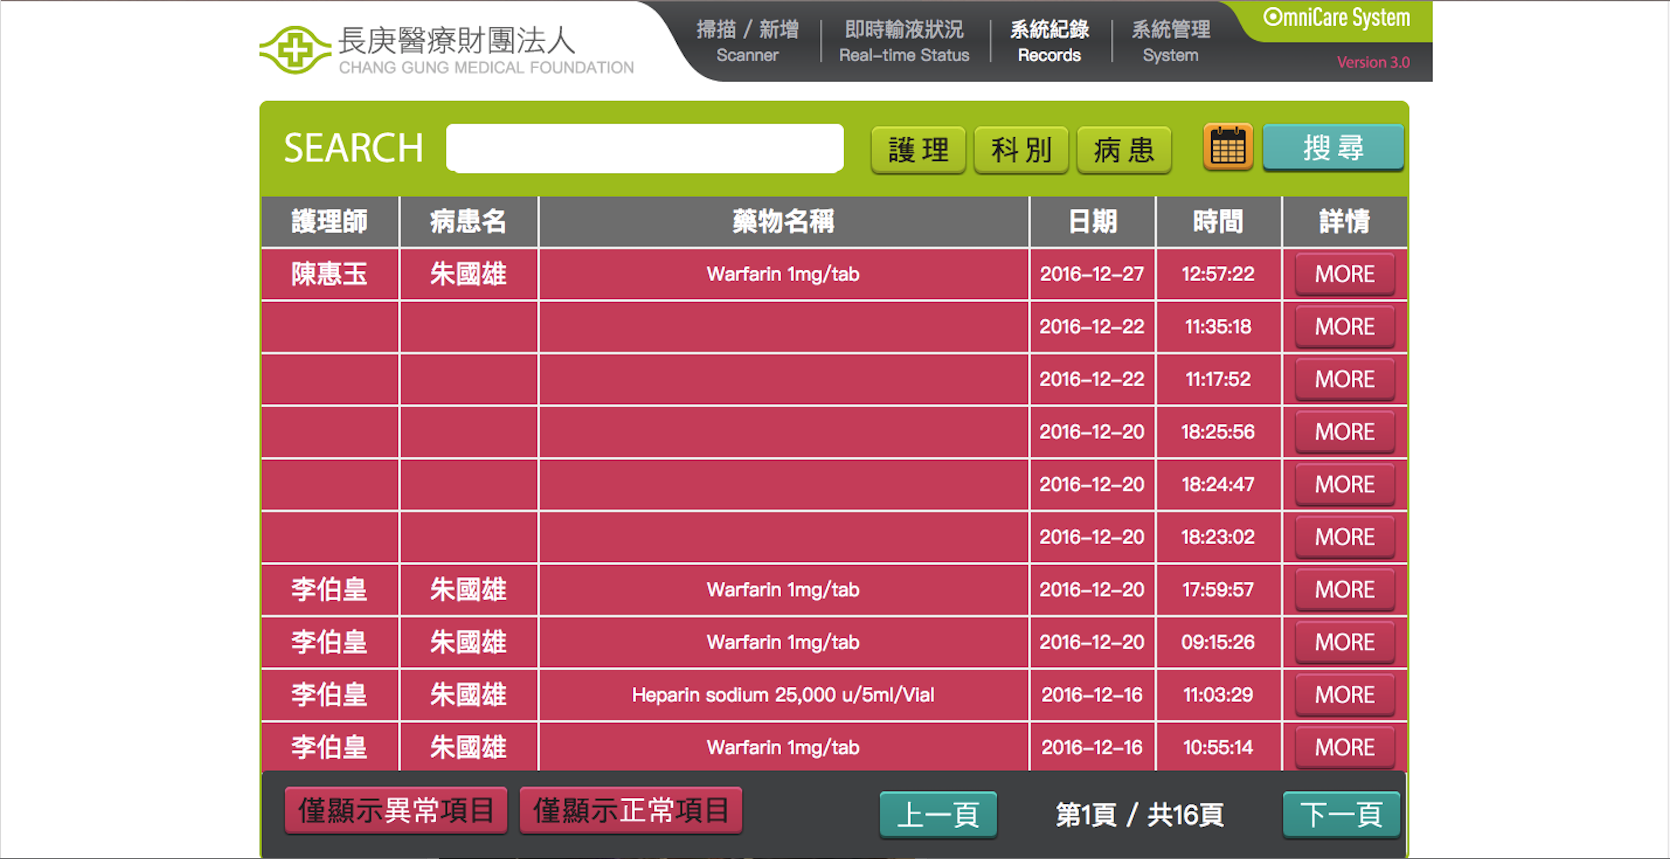 長庚醫療財團法人
CHANG GUNG MEDICAL FOUNDATION
掃描 / 新增
Scanner
即時輸液狀況
Real-time Status
系統紀錄
Records
系統管理
System
OmniCare System
Version 3.0
SEARCH
護理 科別 病患 搜尋
護理師 病患名 藥物名稱 日期 時間 詳情
陳惠玉 朱國雄 Warfarin 1mg/tab 2016-12-27 12:57:22 MORE
2016-12-22 11:35:18 MORE
2016-12-22 11:17:52 MORE
2016-12-20 18:25:56 MORE
2016-12-20 18:24:47 MORE
2016-12-20 18:23:02 MORE
李伯皇 朱國雄 Warfarin 1mg/tab 2016-12-20 17:59:57 MORE
李伯皇 朱國雄 Warfarin 1mg/tab 2016-12-20 09:15:26 MORE
李伯皇 朱國雄 Heparin sodium 25,000 u/5ml/Vial 2016-12-16 11:03:29 MORE
李伯皇 朱國雄 Warfarin 1mg/tab 2016-12-16 10:55:14 MORE
僅顯示異常項目 僅顯示正常項目 上一頁 第1頁 / 共16頁 下一頁